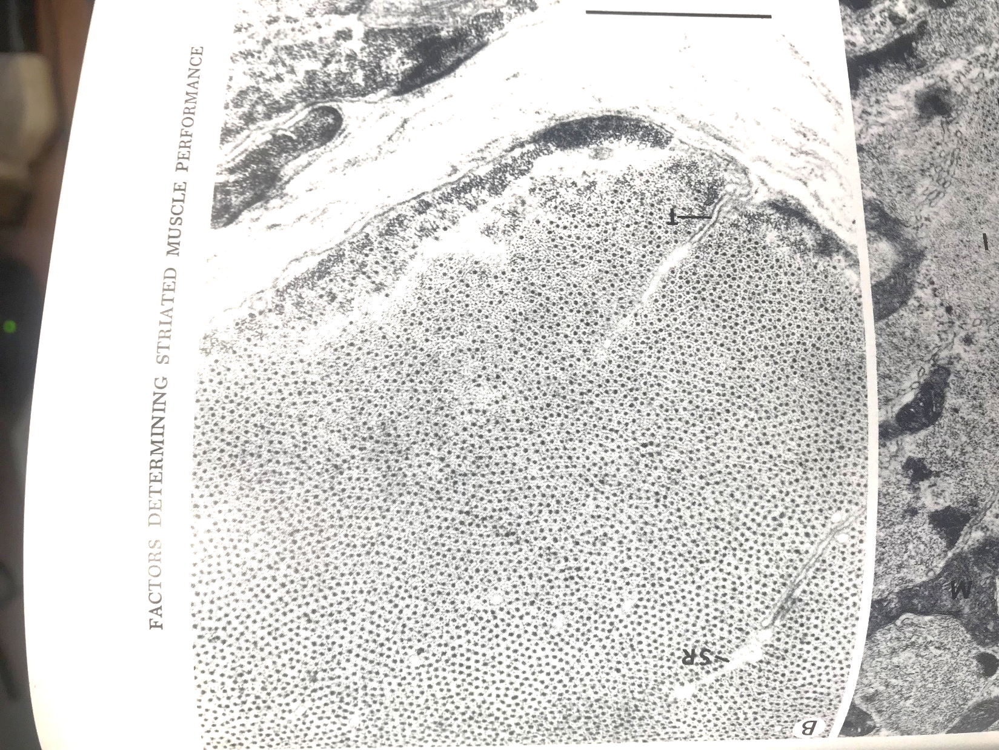 FACTORS DETERMINING STRIATED MUSCLE PERFORMANCE
T
I
M
SR
B